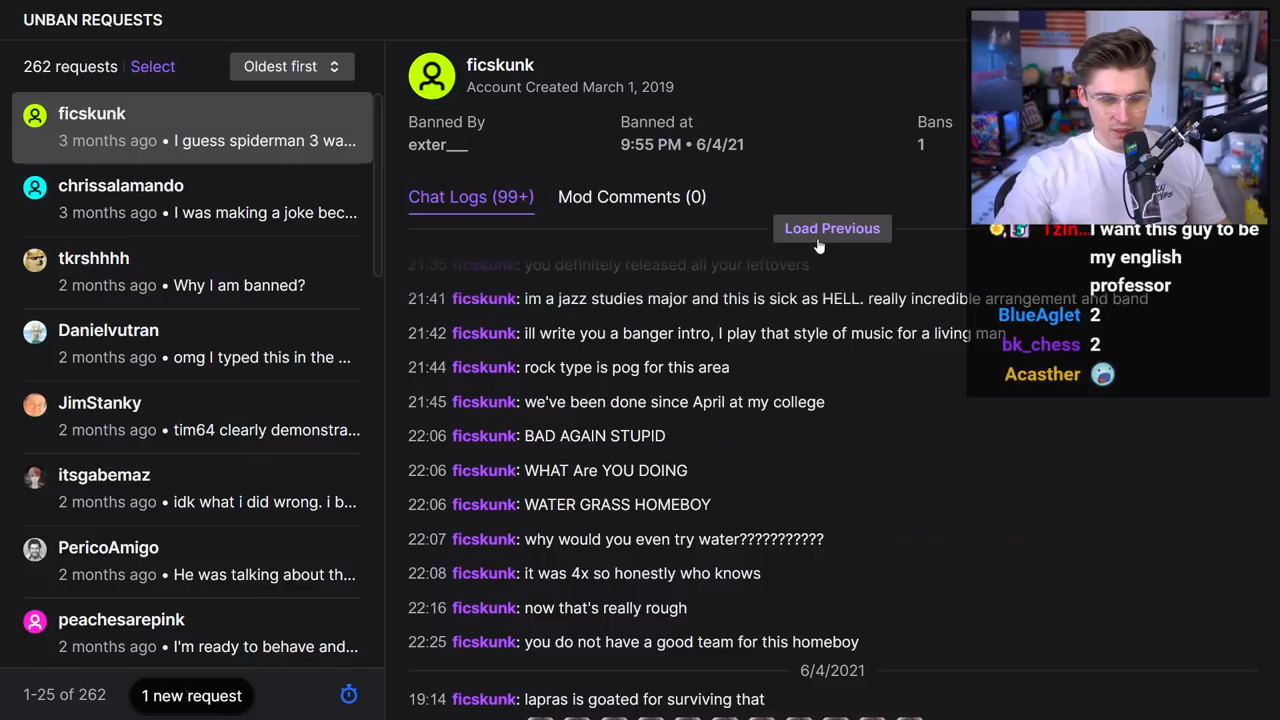 UNBAN REQUESTS
262 requests Select Oldest first
ficskunk
3 months ago • I guess spiderman 3 wa...
chrissalamando
3 months ago • I was making a joke bec...
tkrshhhh
2 months ago • Why I am banned?
Danielvutran
2 months ago • omg I typed this in the ...
JimStanky
2 months ago • tim64 clearly demonstra...
itsgabemaz
2 months ago • idk what i did wrong. i b...
PericoAmigo
2 months ago • He was talking about th...
peachesarepink
2 months ago • I'm ready to behave and...
1-25 of 262 1 new request
ficskunk
Account Created March 1, 2019
Banned By Banned at Bans
exter___ 9:55 PM • 6/4/21 1
Chat Logs (99+) Mod Comments (0)
Load Previous
21:35 ficskunk: you definitely released all your leftovers
21:41 ficskunk: im a jazz studies major and this is sick as HELL. really incredible arrangement and band
21:42 ficskunk: ill write you a banger intro, I play that style of music for a living man
21:44 ficskunk: rock type is pog for this area
21:45 ficskunk: we've been done since April at my college
22:06 ficskunk: BAD AGAIN STUPID
22:06 ficskunk: WHAT Are YOU DOING
22:06 ficskunk: WATER GRASS HOMEBOY
22:07 ficskunk: why would you even try water???????????
22:08 ficskunk: it was 4x so honestly who knows
22:16 ficskunk: now that's really rough
22:25 ficskunk: you do not have a good team for this homeboy
6/4/2021
19:14 ficskunk: lapras is goated for surviving that
I want this guy to be
my english
professor
BlueAglet 2
bk_chess 2
Acasther